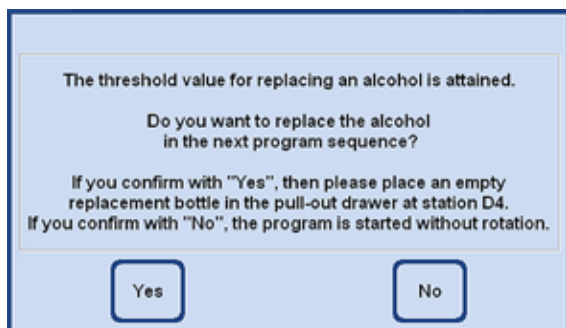 The threshold value for replacing an alcohol is attained.
Do you want to replace the alcohol
in the next program sequence?
If you confirm with "Yes", then please place an empty
replacement bottle in the pull-out drawer at station D4.
If you confirm with "No", the program is started without rotation.
Yes
No